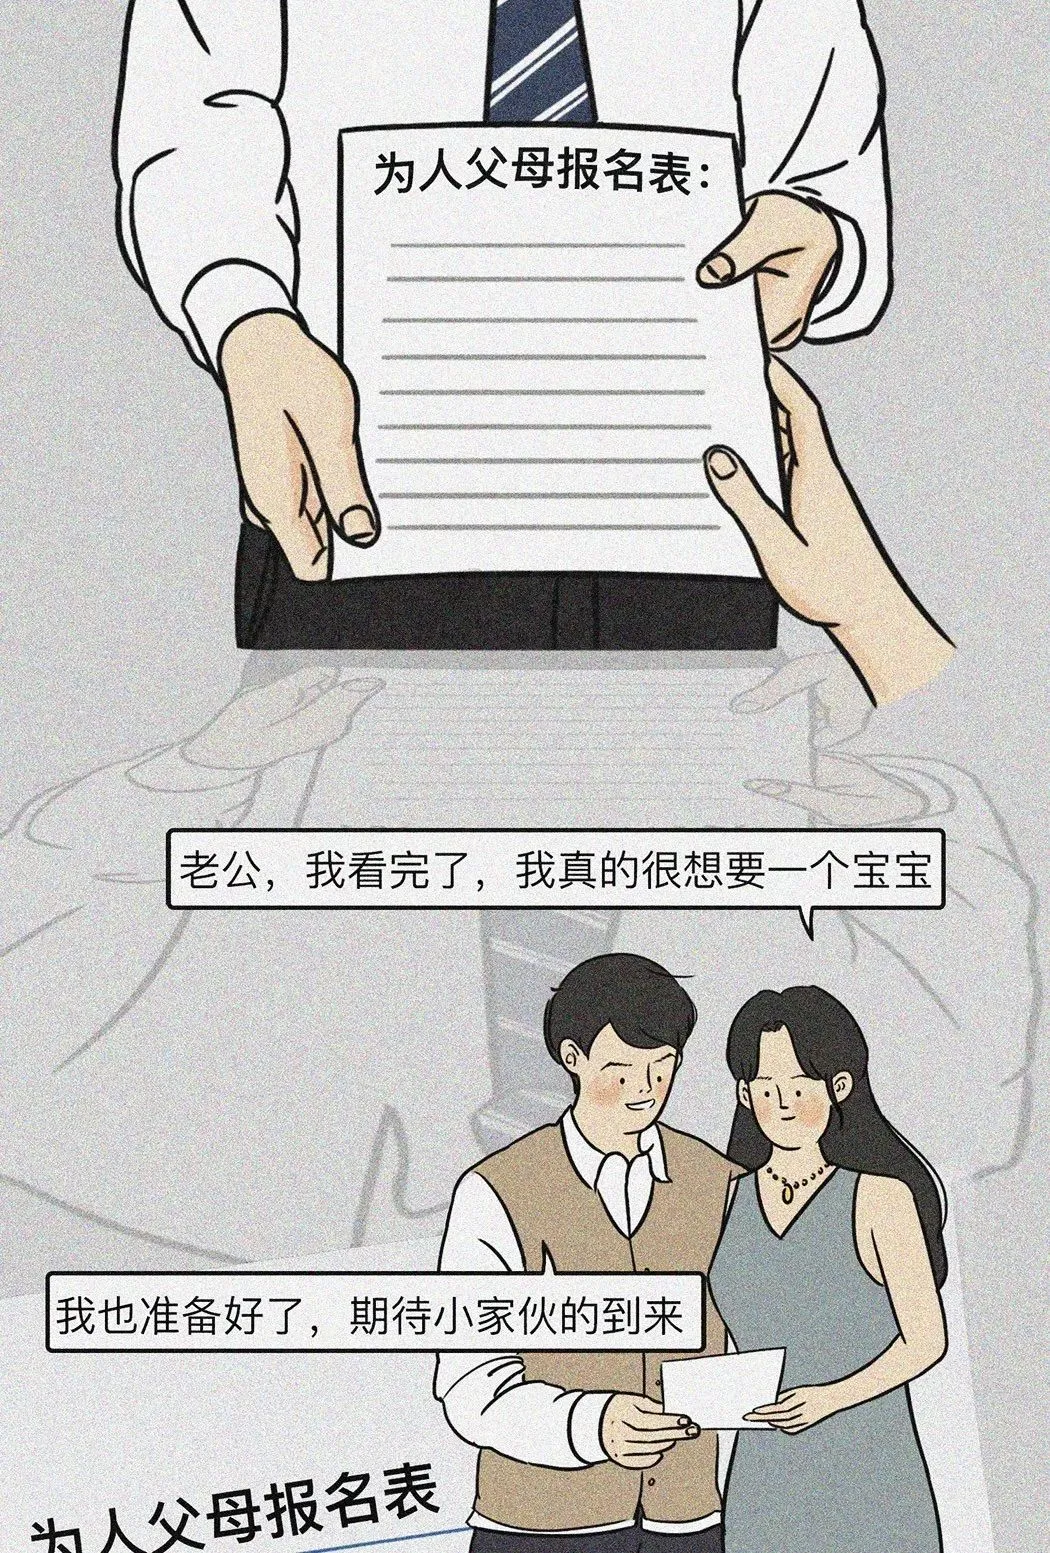 为人父母报名表：
老公，我看完了，我真的很想要一个宝宝
我也准备好了，期待小家伙的到来
为人父母报名表